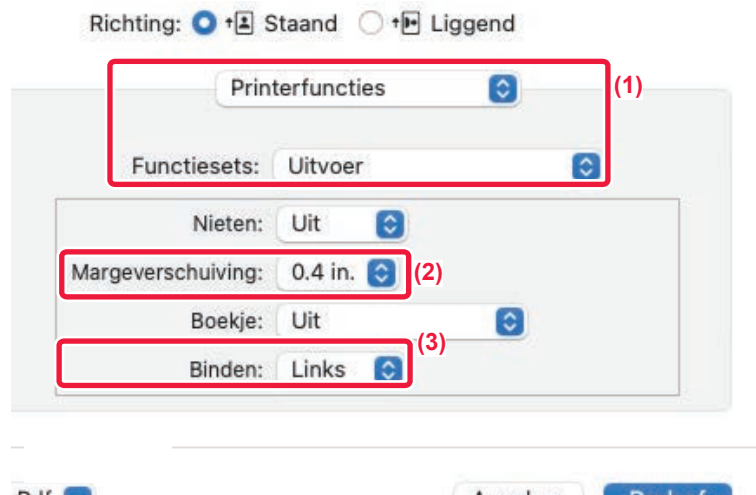 Richting: Staand Liggend
Printerfuncties (1)
Functiesets: Uitvoer
Nieten: Uit
Margeverschuiving: 0.4 in. (2)
Boekje: Uit
(3)
Binden: Links